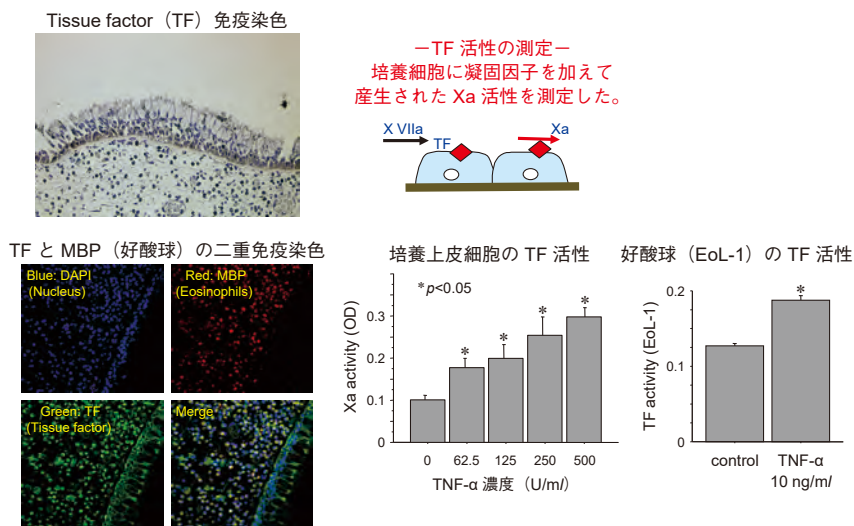 Tissue factor（TF）免疫染色
－TF 活性の測定－
培養細胞に凝固因子を加えて
産生された Xa 活性を測定した。
X VIIa
TF
Xa
TF と MBP（好酸球）の二重免疫染色
Blue: DAPI
(Nucleus)
Red: MBP
(Eosinophils)
Green: TF
(Tissue factor)
Merge
培養上皮細胞の TF 活性
*p<0.05
Xa activity (OD)
0.3
0.2
0.1
0
* * * *
0 62.5 125 250 500
TNF-α 濃度（U/ml）
好酸球（EoL-1）の TF 活性
TF activity (EoL-1)
0.2
0.1
0
*
control TNF-α
10 ng/ml